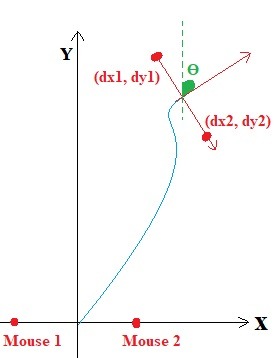 Y
Θ
(dx1, dy1)
(dx2, dy2)
X
Mouse 1
Mouse 2